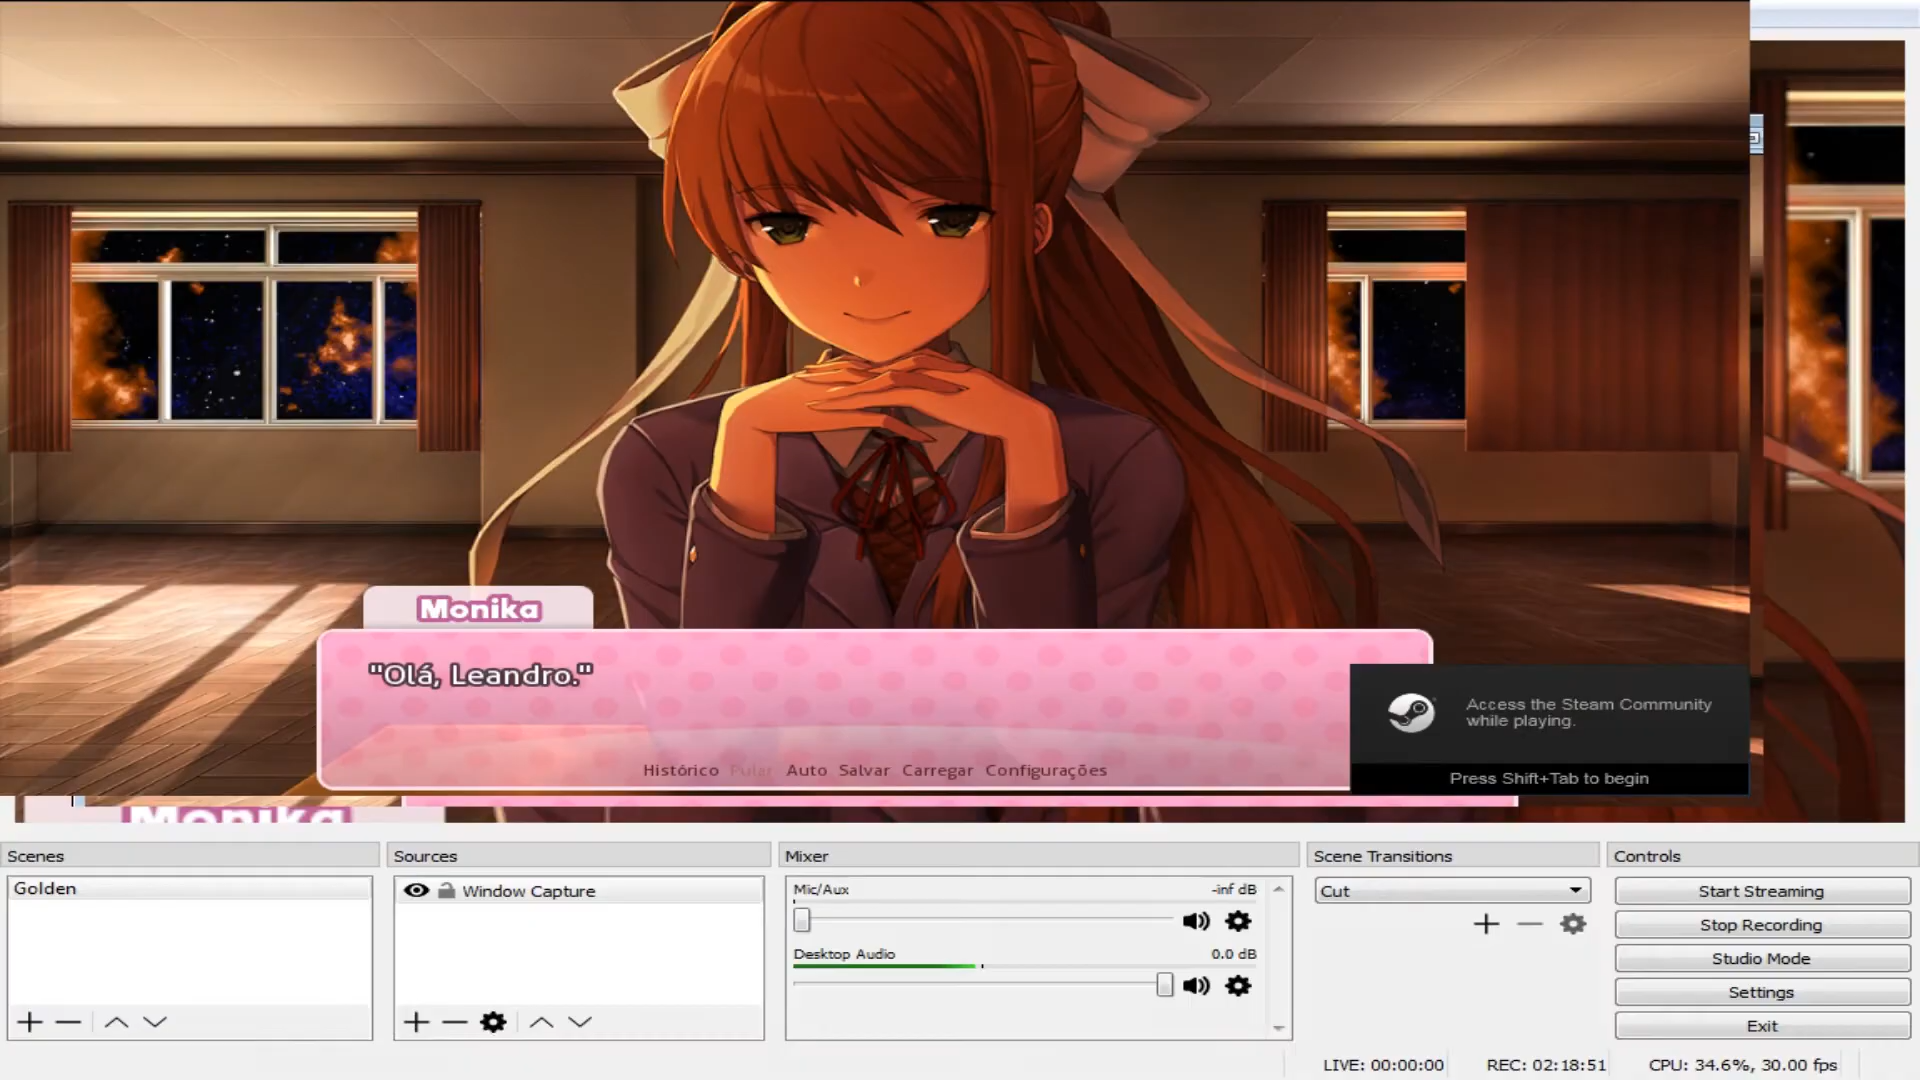 Monika
"Olá, Leandro."
Histórico Pular Auto Salvar Carregar Configurações
Access the Steam Community
while playing.
Press Shift+Tab to begin
Monika
Scenes
Golden
Sources
Window Capture
Mixer
Mic/Aux -inf dB
Desktop Audio 0.0 dB
Scene Transitions
Cut
Controls
Start Streaming
Stop Recording
Studio Mode
Settings
Exit
LIVE: 00:00:00 REC: 02:18:51 CPU: 34.6%, 30.00 fps